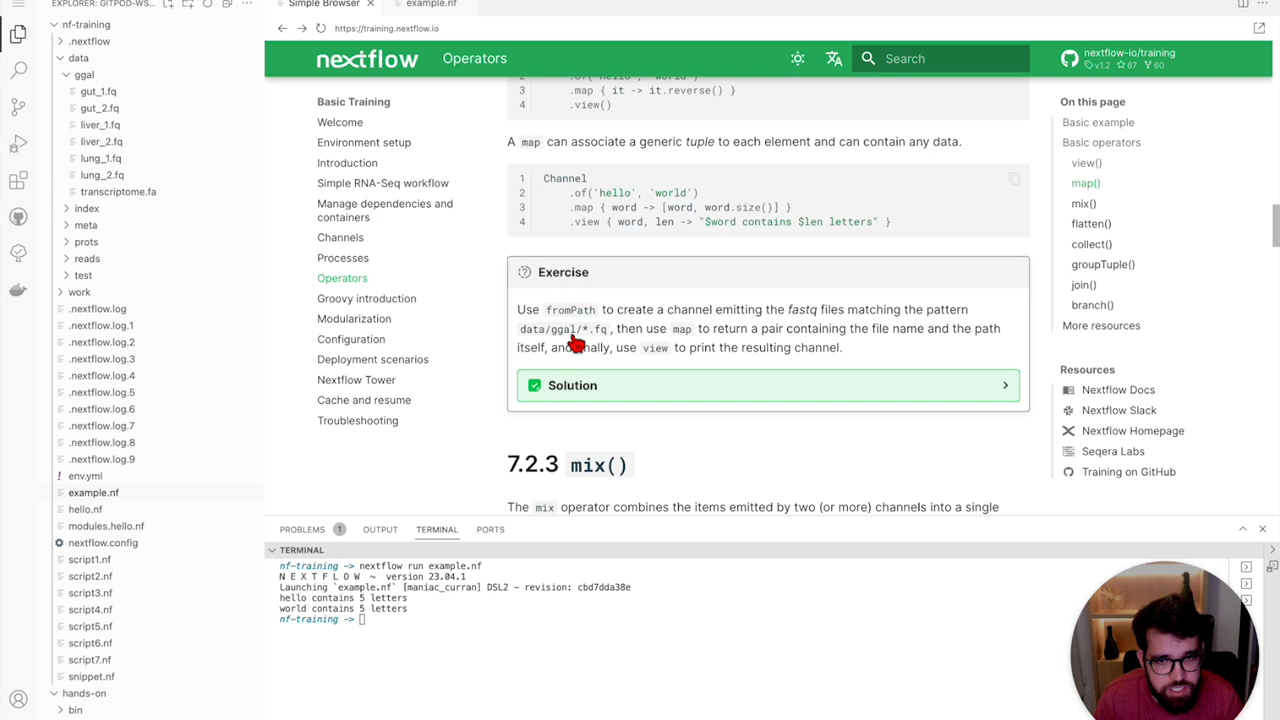 EXPLORER: GITPOD-WS...
Simple Browser
example.nf
nf-training
.nextflow
data
ggal
gut_1.fq
gut_2.fq
liver_1.fq
liver_2.fq
lung_1.fq
lung_2.fq
transcriptome.fa
index
meta
prots
reads
test
work
.nextflow.log
.nextflow.log.1
.nextflow.log.2
.nextflow.log.3
.nextflow.log.4
.nextflow.log.5
.nextflow.log.6
.nextflow.log.7
.nextflow.log.8
.nextflow.log.9
! env.yml
example.nf
hello.nf
modules.hello.nf
nextflow.config
script1.nf
script2.nf
script3.nf
script4.nf
script5.nf
script6.nf
script7.nf
snippet.nf
hands-on
bin
https://training.nextflow.io
nextflow Operators
Search
nextflow-io/training
v1.2 67 60
Basic Training
Welcome
Environment setup
Introduction
Simple RNA-Seq workflow
Manage dependencies and
containers
Channels
Processes
Operators
Groovy introduction
Modularization
Configuration
Deployment scenarios
Nextflow Tower
Cache and resume
Troubleshooting
2 .of('hello', 'world')
3 .map { it -> it.reverse() }
4 .view()
A map can associate a generic tuple to each element and can contain any data.
1 Channel
2 .of('hello', 'world')
3 .map { word -> [word, word.size()] }
4 .view { word, len -> "$word contains $len letters" }
Exercise
Use fromPath to create a channel emitting the fastq files matching the pattern
data/ggal/*.fq, then use map to return a pair containing the file name and the path
itself, and finally, use view to print the resulting channel.
Solution
7.2.3 mix()
The mix operator combines the items emitted by two (or more) channels into a single
On this page
Basic example
Basic operators
view()
map()
mix()
flatten()
collect()
groupTuple()
join()
branch()
More resources
Resources
Nextflow Docs
Nextflow Slack
Nextflow Homepage
Seqera Labs
Training on GitHub
PROBLEMS 1 OUTPUT TERMINAL PORTS
TERMINAL
nf-training -> nextflow run example.nf
N E X T F L O W ~ version 23.04.1
Launching `example.nf` [maniac_curran] DSL2 - revision: cbd7dda38e
hello contains 5 letters
world contains 5 letters
nf-training ->